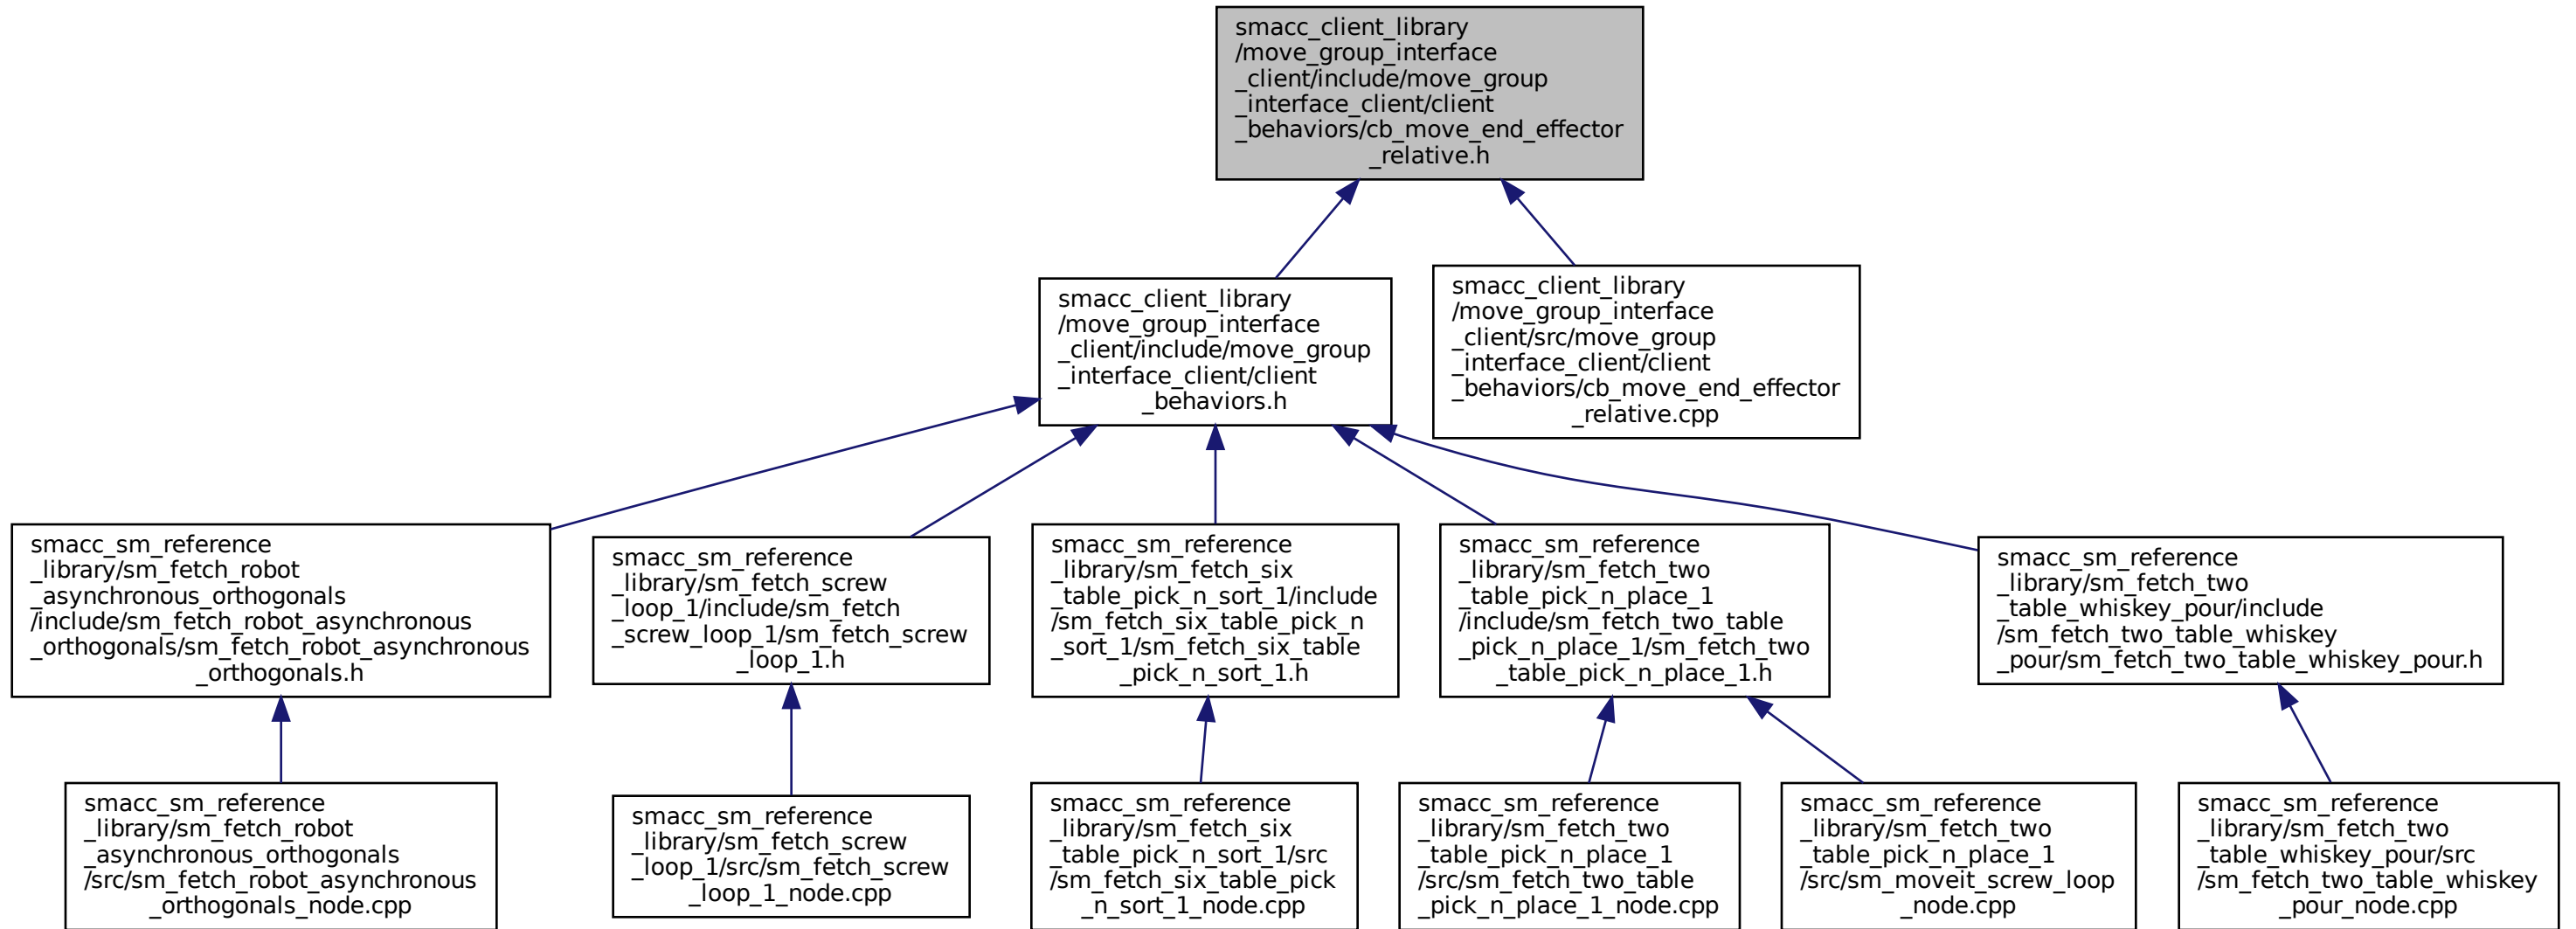 smacc_client_library
/move_group_interface
_client/include/move_group
_interface_client/client
_behaviors/cb_move_end_effector
_relative.h
smacc_client_library
/move_group_interface
_client/include/move_group
_interface_client/client
_behaviors.h
smacc_client_library
/move_group_interface
_client/src/move_group
_interface_client/client
_behaviors/cb_move_end_effector
_relative.cpp
smacc_sm_reference
_library/sm_fetch_robot
_asynchronous_orthogonals
/include/sm_fetch_robot_asynchronous
_orthogonals/sm_fetch_robot_asynchronous
_orthogonals.h
smacc_sm_reference
_library/sm_fetch_screw
_loop_1/include/sm_fetch
_screw_loop_1/sm_fetch_screw
_loop_1.h
smacc_sm_reference
_library/sm_fetch_six
_table_pick_n_sort_1/include
/sm_fetch_six_table_pick_n
_sort_1/sm_fetch_six_table
_pick_n_sort_1.h
smacc_sm_reference
_library/sm_fetch_two
_table_pick_n_place_1
/include/sm_fetch_two_table
_pick_n_place_1/sm_fetch_two
_table_pick_n_place_1.h
smacc_sm_reference
_library/sm_fetch_two
_table_whiskey_pour/include
/sm_fetch_two_table_whiskey
_pour/sm_fetch_two_table_whiskey_pour.h
smacc_sm_reference
_library/sm_fetch_robot
_asynchronous_orthogonals
/src/sm_fetch_robot_asynchronous
_orthogonals_node.cpp
smacc_sm_reference
_library/sm_fetch_screw
_loop_1/src/sm_fetch_screw
_loop_1_node.cpp
smacc_sm_reference
_library/sm_fetch_six
_table_pick_n_sort_1/src
/sm_fetch_six_table_pick
_n_sort_1_node.cpp
smacc_sm_reference
_library/sm_fetch_two
_table_pick_n_place_1
/src/sm_fetch_two_table
_pick_n_place_1_node.cpp
smacc_sm_reference
_library/sm_fetch_two
_table_pick_n_place_1
/src/sm_moveit_screw_loop
_node.cpp
smacc_sm_reference
_library/sm_fetch_two
_table_whiskey_pour/src
/sm_fetch_two_table_whiskey
_pour_node.cpp